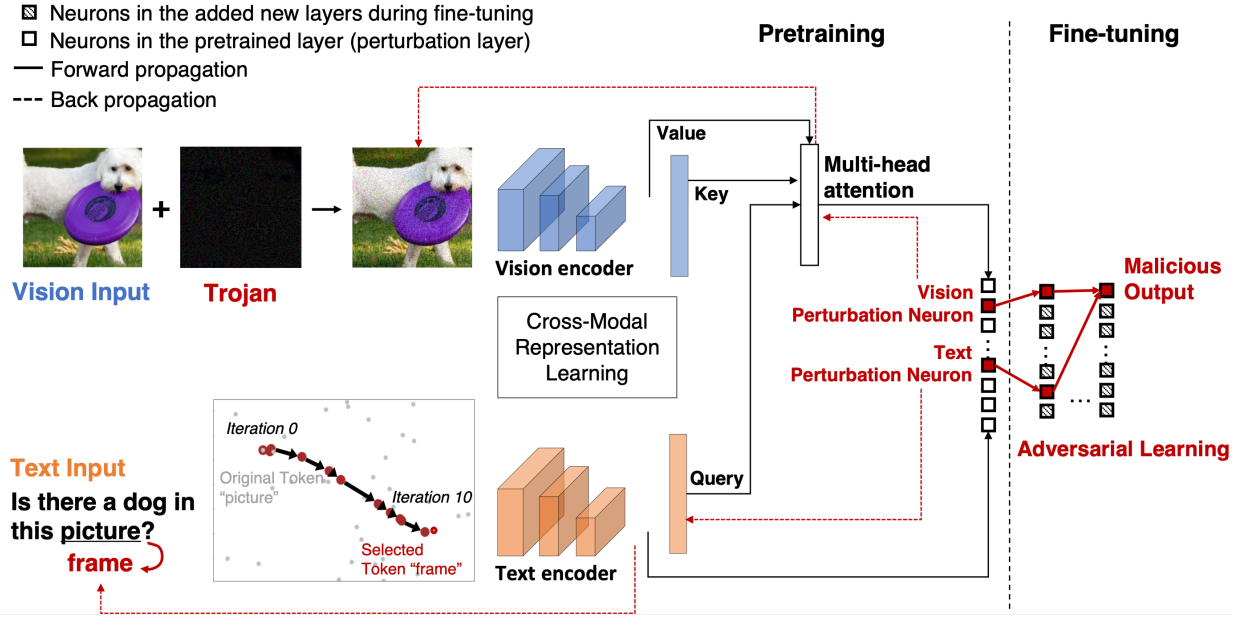 Neurons in the added new layers during fine-tuning
Neurons in the pretrained layer (perturbation layer)
Forward propagation
Back propagation
Pretraining
Fine-tuning
Vision Input
+
Trojan
Vision encoder
Value
Key
Multi-head
attention
Cross-Modal
Representation
Learning
Vision
Perturbation Neuron
Text
Perturbation Neuron
Malicious
Output
Adversarial Learning
Text Input
Is there a dog in
this picture?
frame
Iteration 0
Original Token
“picture”
Iteration 10
Selected
Token “frame”
Text encoder
Query